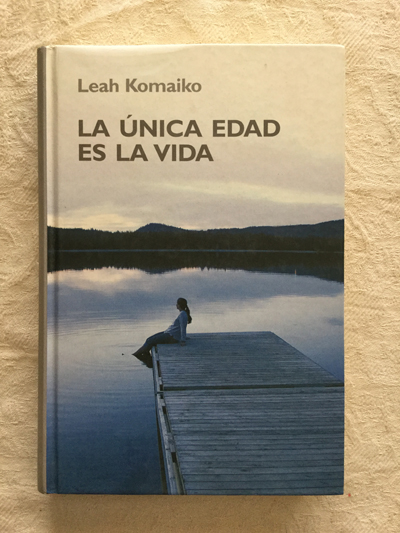 Leah Komaiko
LA ÚNICA EDAD
ES LA VIDA